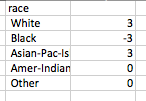 race
White 3
Black -3
Asian-Pac-Is 3
Amer-Indian 0
Other 0